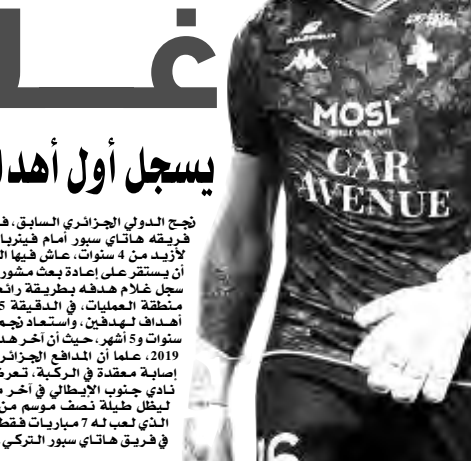 غـلا
يسجل أول أهدا
نجح الدولي الجزائري السابق، ف
فريقه هاتاي سبور أمام فينربا
لأزيد من 4 سنوات، عاش فيها ال
أن يستقر على إعادة بعث مشور
سجل غلام هدفه بطريقة رائع
منطقة العمليات، في الدقيقة 5
أهداف لهدفين، واستعاد نجم
سنوات و5 أشهر، حيث أن آخر هد
2019، علما أن المدافع الجزائر
إصابة معقدة في الركبة، تعرض
نادي جنوب الإيطالي في آخر م
ليظل طيلة نصف موسم من
الذي لعب له 7 مباريات فقط
في فريق هاتاي سبور التركي.
MOSL
CAR
AVENUE